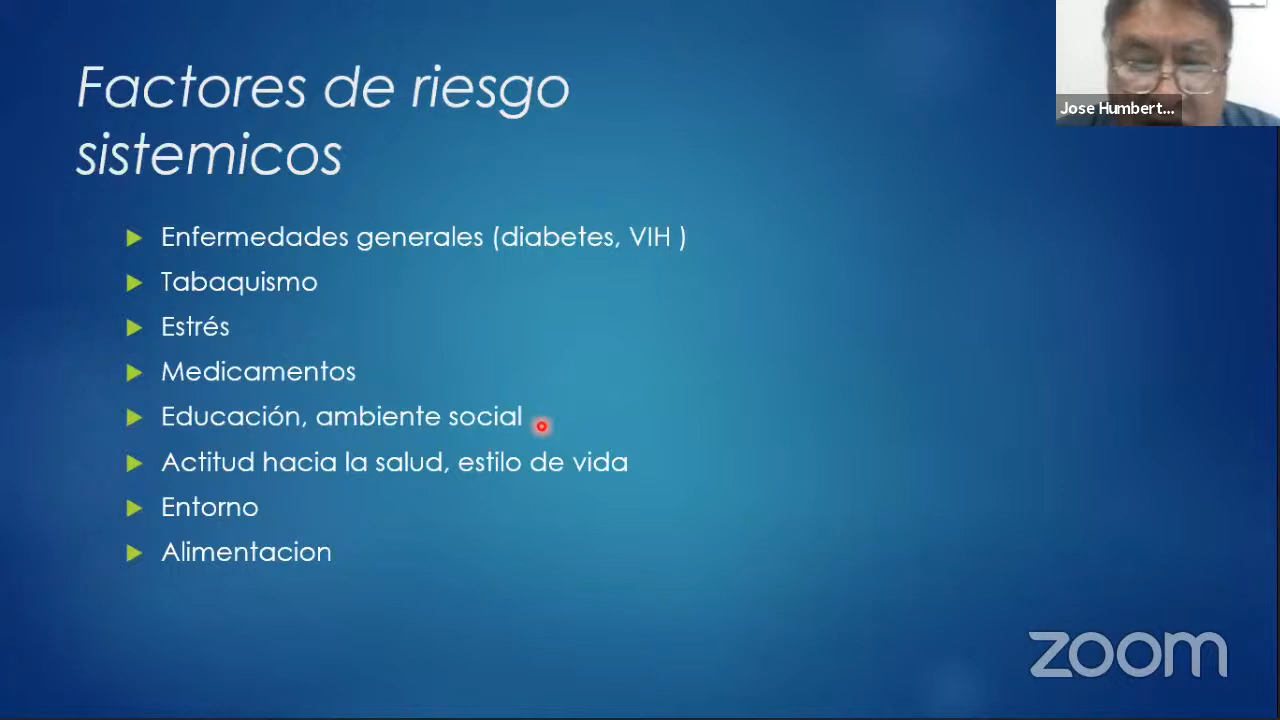 Factores de riesgo
sistemicos
Enfermedades generales (diabetes, VIH )
Tabaquismo
Estrés
Medicamentos
Educación, ambiente social
Actitud hacia la salud, estilo de vida
Entorno
Alimentacion
Jose Humbert...
zoom